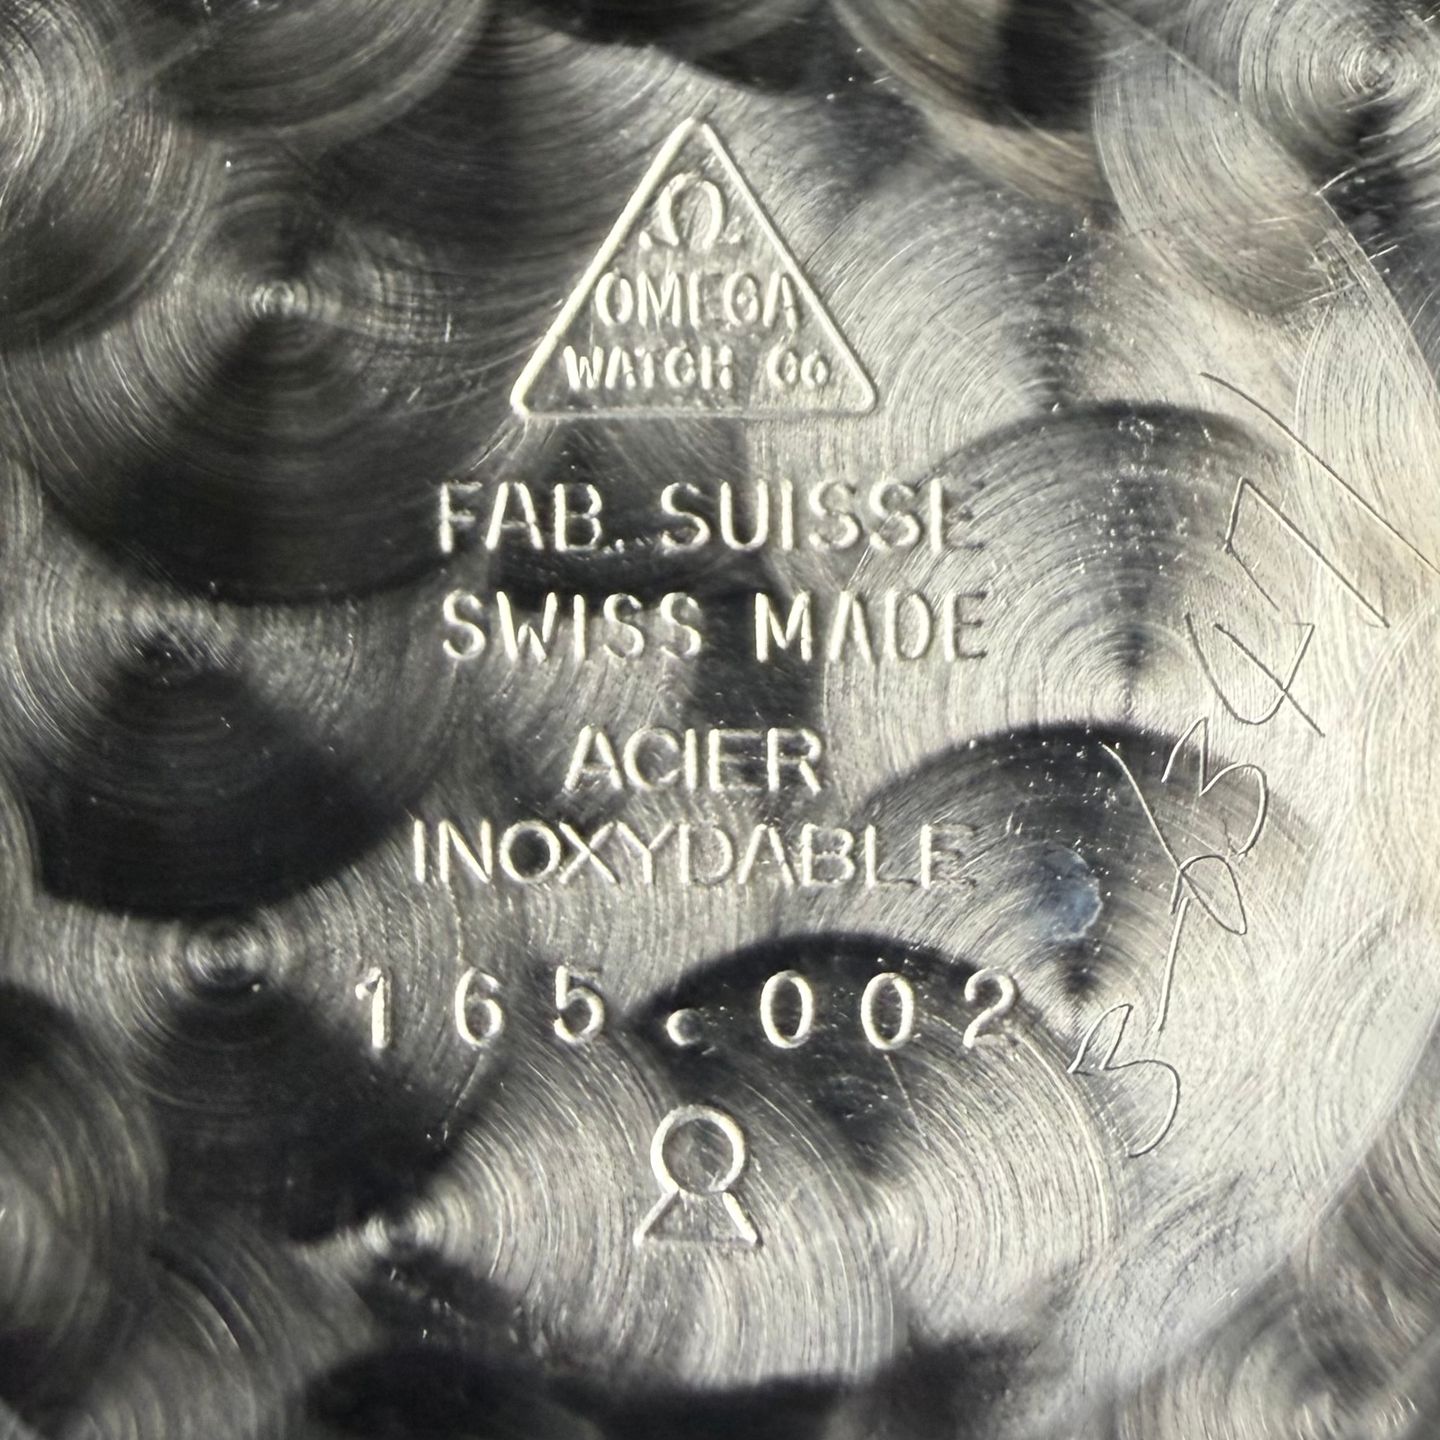 Ω
OMEGA
WATCH Co
FAB. SUISSE
SWISS MADE
ACIER
INOXYDABLE
165.002